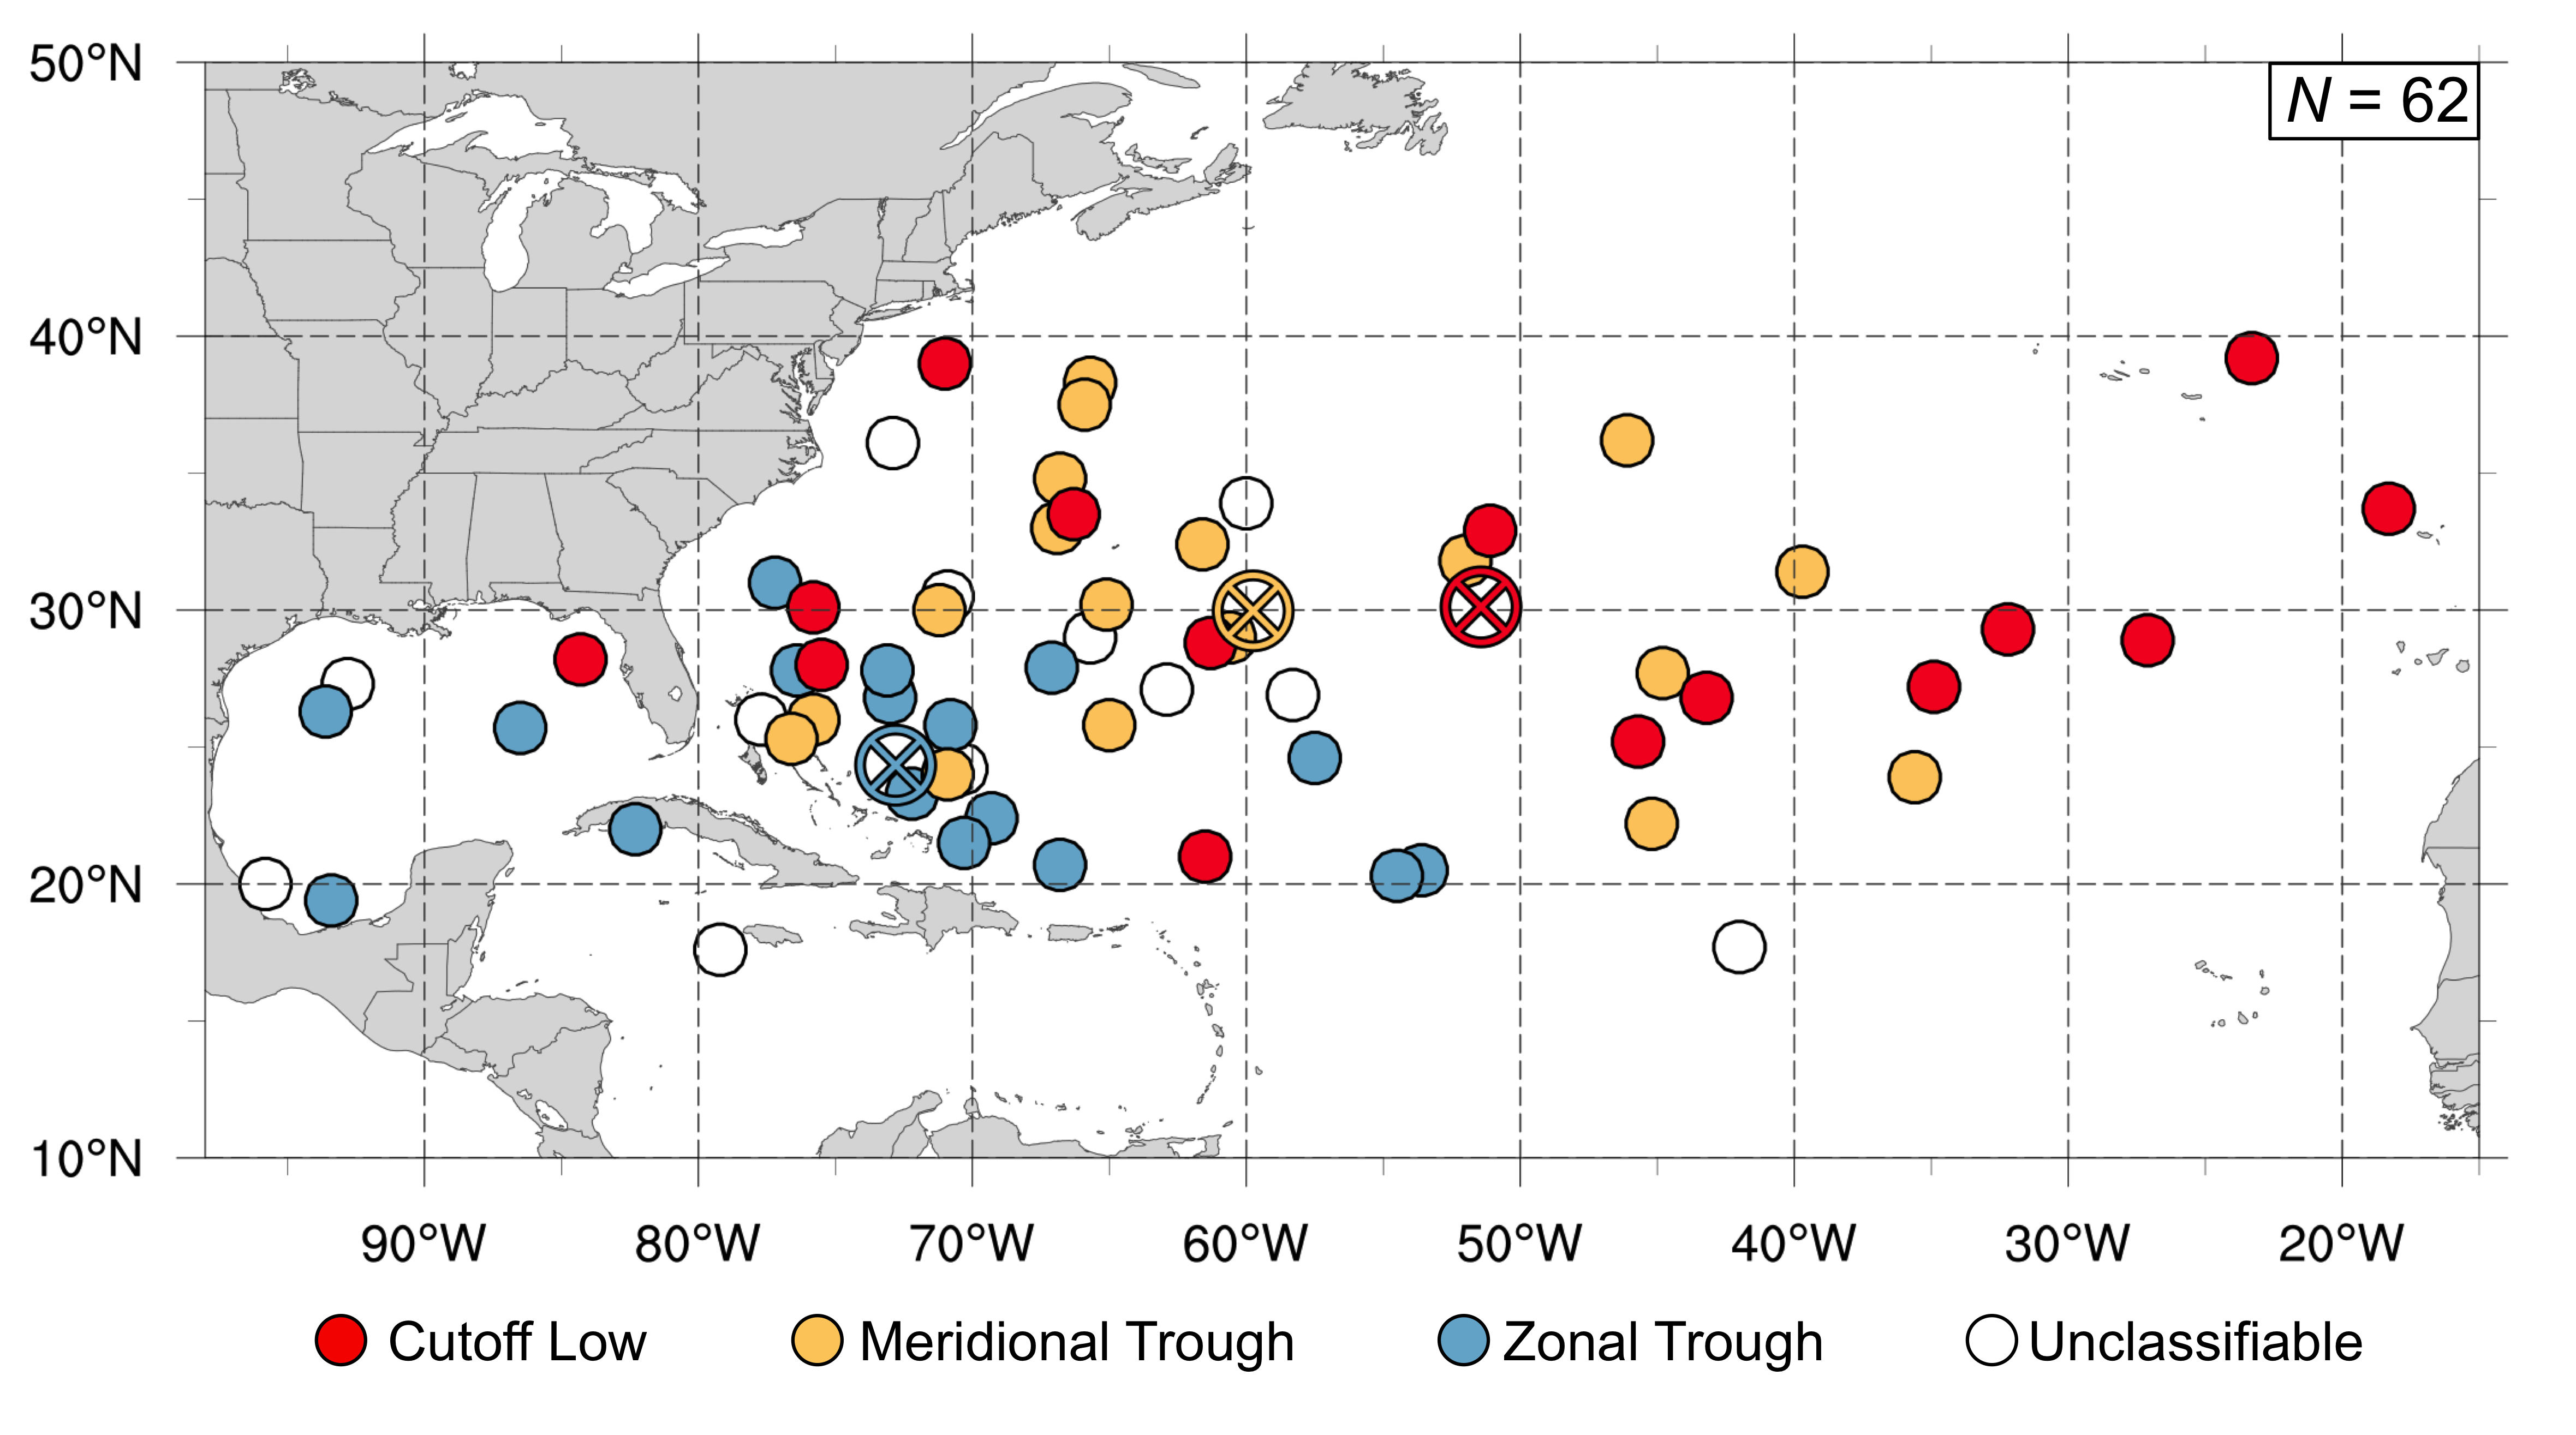 50°N
N = 62
40°N
30°N
20°N
10°N
90°W 80°W 70°W 60°W 50°W 40°W 30°W 20°W
Cutoff Low Meridional Trough Zonal Trough Unclassifiable